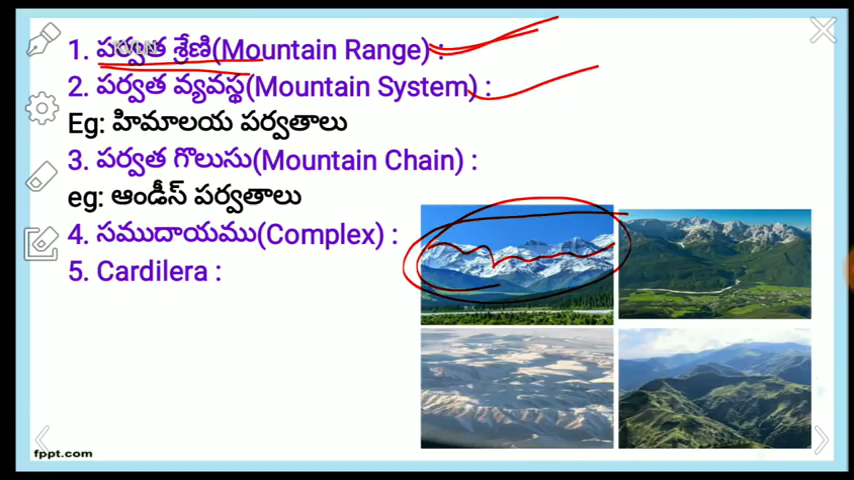 1. పర్వత శ్రేణి(Mountain Range) :
2. పర్వత వ్యవస్థ(Mountain System) :
Eg: హిమాలయ పర్వతాలు
3. పర్వత గొలుసు(Mountain Chain) :
eg: ఆండీస్ పర్వతాలు
4. సముదాయము(Complex) :
5. Cardilera :
fppt.com